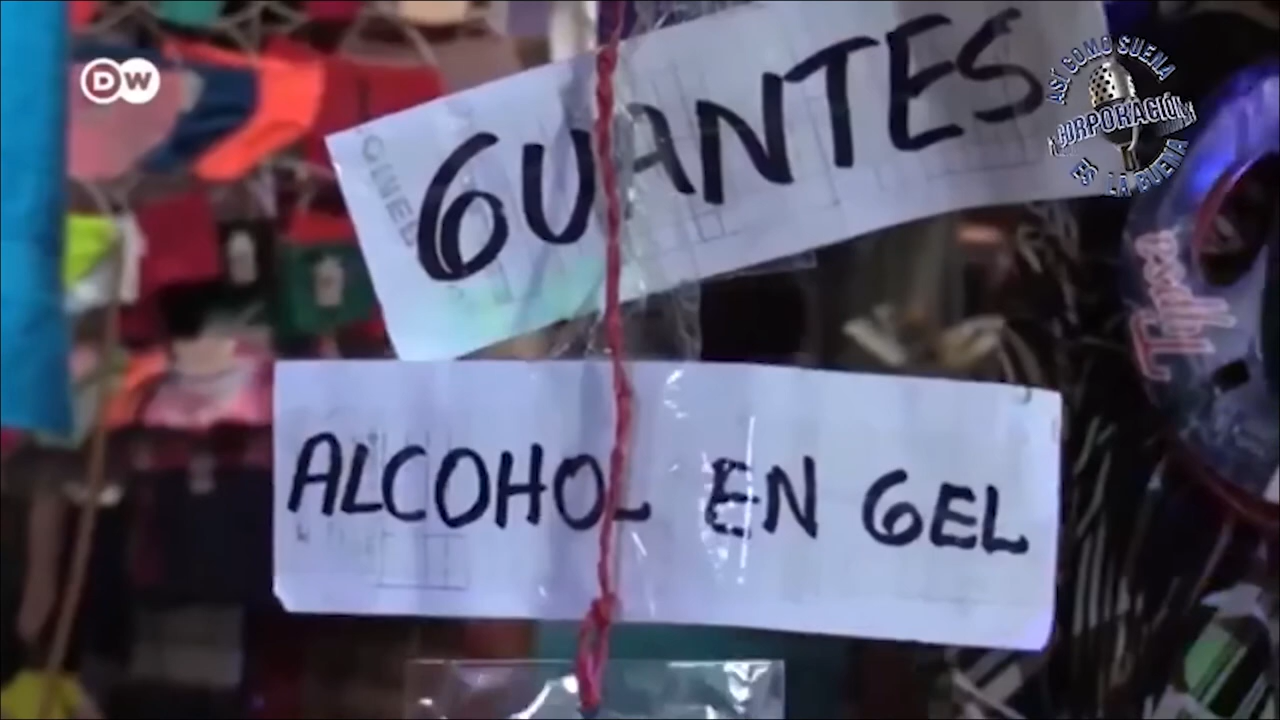 DW
ASÍ COMO SUENA
CORPORACIÓN
ES LA BUENA
GUANTES
ALCOHOL EN GEL